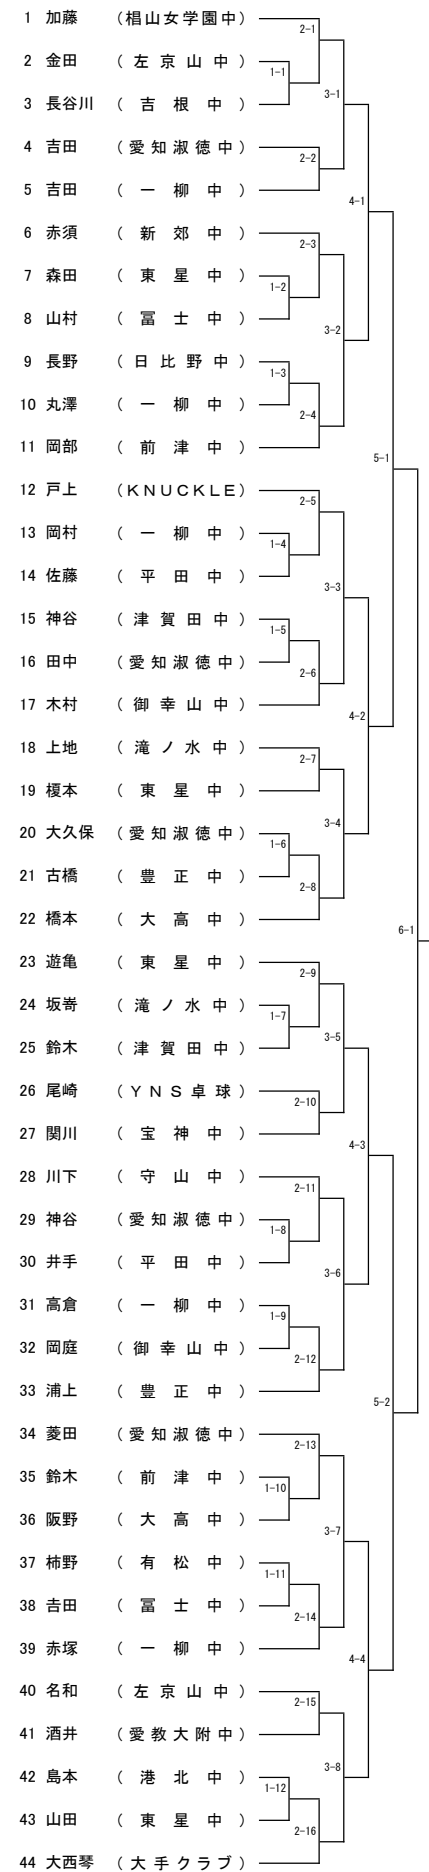 1 加藤 (椙山女学園中)
2-1
2 金田 (左京山中)
1-1
3-1
3 長谷川 (吉根中)
4 吉田 (愛知淑徳中)
2-2
5 吉田 (一柳中)
4-1
6 赤須 (新郊中)
2-3
7 森田 (東星中)
1-2
8 山村 (冨士中)
3-2
9 長野 (日比野中)
1-3
10 丸澤 (一柳中)
2-4
11 岡部 (前津中)
5-1
12 戸上 (KNUCKLE)
2-5
13 岡村 (一柳中)
1-4
14 佐藤 (平田中)
3-3
15 神谷 (津賀田中)
1-5
16 田中 (愛知淑徳中)
2-6
17 木村 (御幸山中)
4-2
18 上地 (滝ノ水中)
2-7
19 榎本 (東星中)
3-4
20 大久保 (愛知淑徳中)
1-6
21 古橋 (豊正中)
2-8
22 橋本 (大高中)
6-1
23 遊亀 (東星中)
2-9
24 坂嵜 (滝ノ水中)
1-7
3-5
25 鈴木 (津賀田中)
26 尾崎 (YNS卓球)
2-10
27 関川 (宝神中)
4-3
28 川下 (守山中)
2-11
29 神谷 (愛知淑徳中)
1-8
30 井手 (平田中)
3-6
31 高倉 (一柳中)
1-9
32 岡庭 (御幸山中)
2-12
33 浦上 (豊正中)
5-2
34 菱田 (愛知淑徳中)
2-13
35 鈴木 (前津中)
1-10
36 阪野 (大高中)
3-7
37 柿野 (有松中)
1-11
38 𠮷田 (冨士中)
2-14
39 赤塚 (一柳中)
4-4
40 名和 (左京山中)
2-15
41 酒井 (愛教大附中)
3-8
42 島本 (港北中)
1-12
43 山田 (東星中)
2-16
44 大西琴 (大手クラブ)